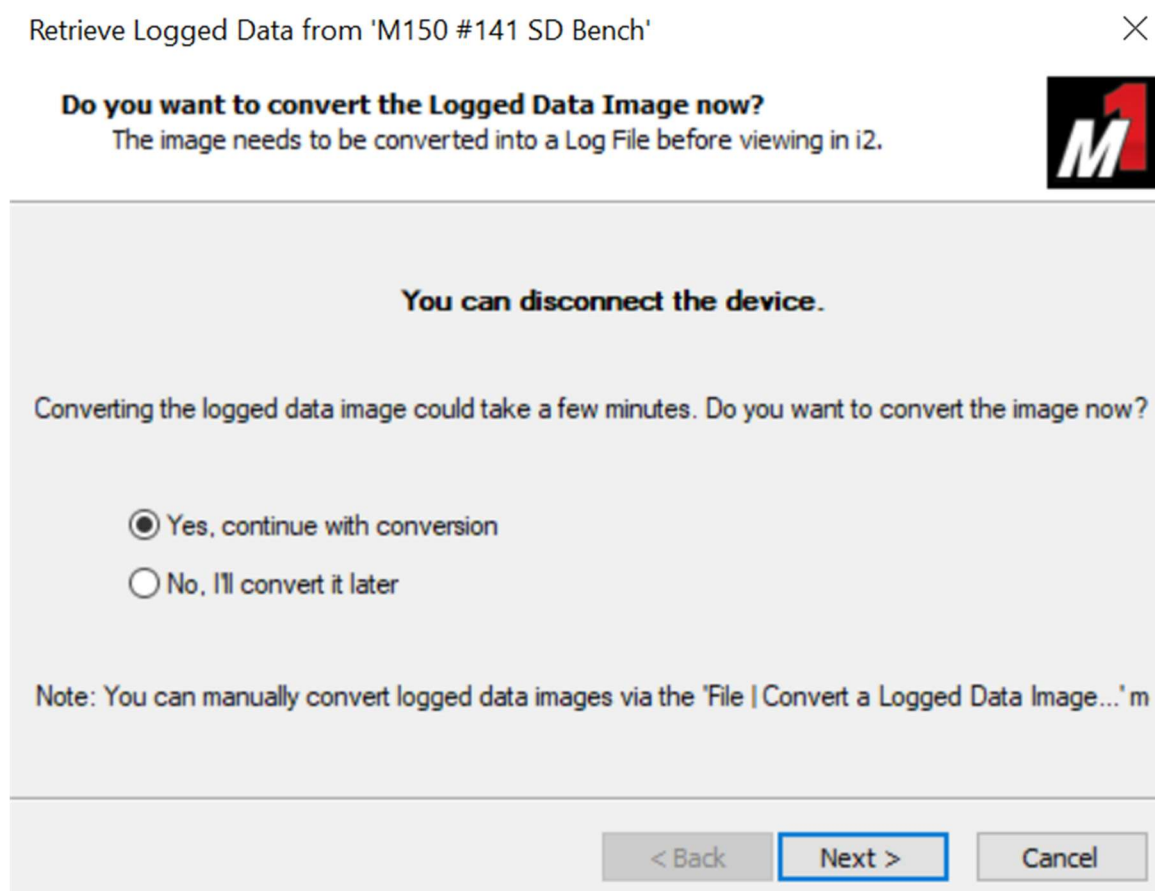 Retrieve Logged Data from 'M150 #141 SD Bench'
Do you want to convert the Logged Data Image now?
The image needs to be converted into a Log File before viewing in i2.
M1
You can disconnect the device.
Converting the logged data image could take a few minutes. Do you want to convert the image now?
Yes, continue with conversion
No, I'll convert it later
Note: You can manually convert logged data images via the 'File | Convert a Logged Data Image...' m
< Back Next > Cancel